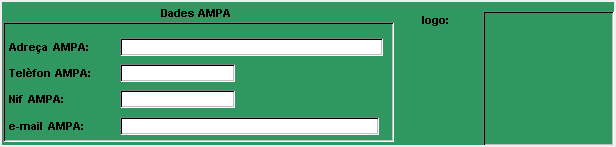 Dades AMPA
logo:
Adreça AMPA:
Telèfon AMPA:
Nif AMPA:
e-mail AMPA: